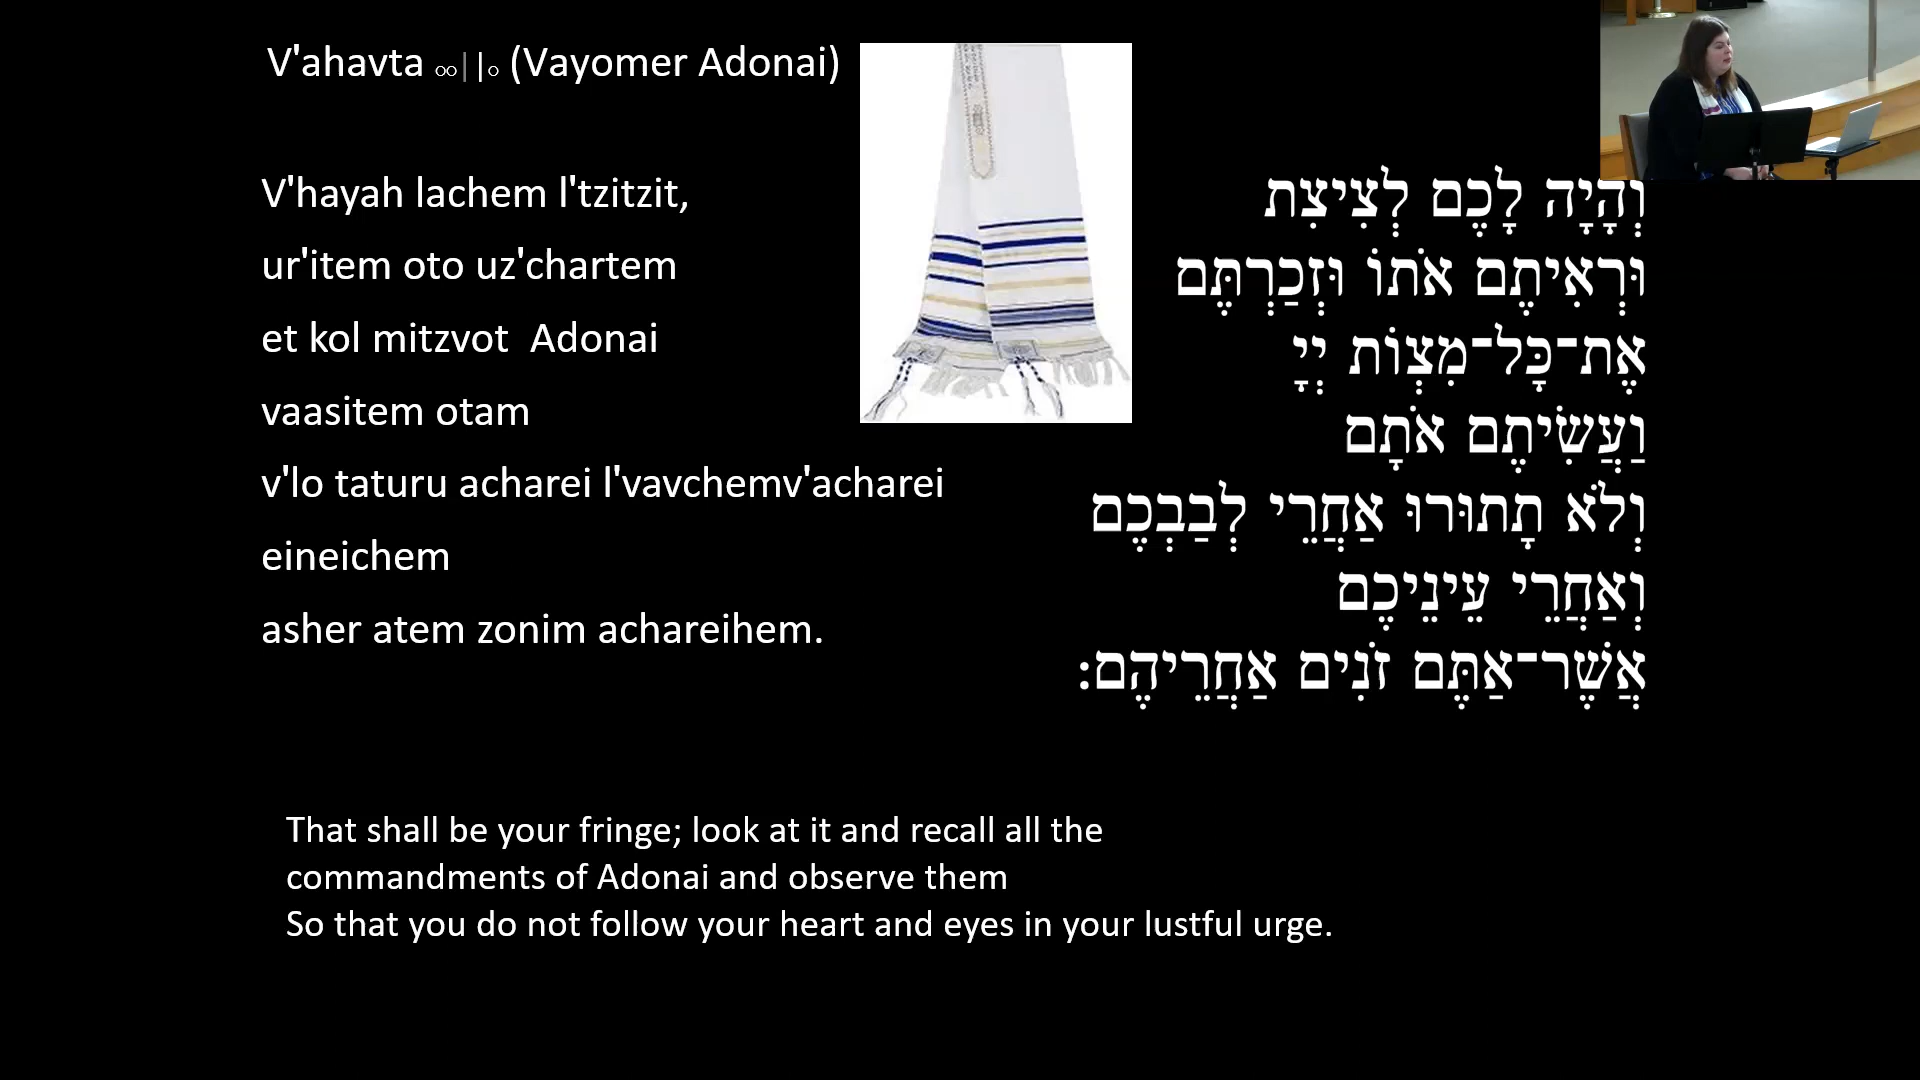 V'ahavta ○○||○ (Vayomer Adonai)
V'hayah lachem l'tzitzit,
ur'item oto uz'chartem
et kol mitzvot  Adonai
vaasitem otam
v'lo taturu acharei l'vavchemv'acharei
eineichem
asher atem zonim achareihem.
וְהָיָה לָכֶם לְצִיצִת
וּרְאִיתֶם אֹתוֹ וּזְכַרְתֶּם
אֶת־כָּל־מִצְוֹת יְיָ
וַעֲשִׂיתֶם אֹתָם
וְלֹא תָתוּרוּ אַחֲרֵי לְבַבְכֶם
וְאַחֲרֵי עֵינֵיכֶם
אֲשֶׁר־אַתֶּם זֹנִים אַחֲרֵיהֶם:
That shall be your fringe; look at it and recall all the
commandments of Adonai and observe them
So that you do not follow your heart and eyes in your lustful urge.